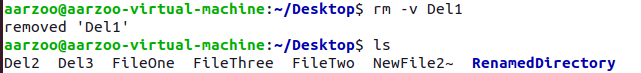 aarzoo@aarzoo-virtual-machine:~/Desktop$ rm -v Del1
removed 'Del1'
aarzoo@aarzoo-virtual-machine:~/Desktop$ ls
Del2  Del3  FileOne  FileThree  FileTwo  NewFile2~  RenamedDirectory